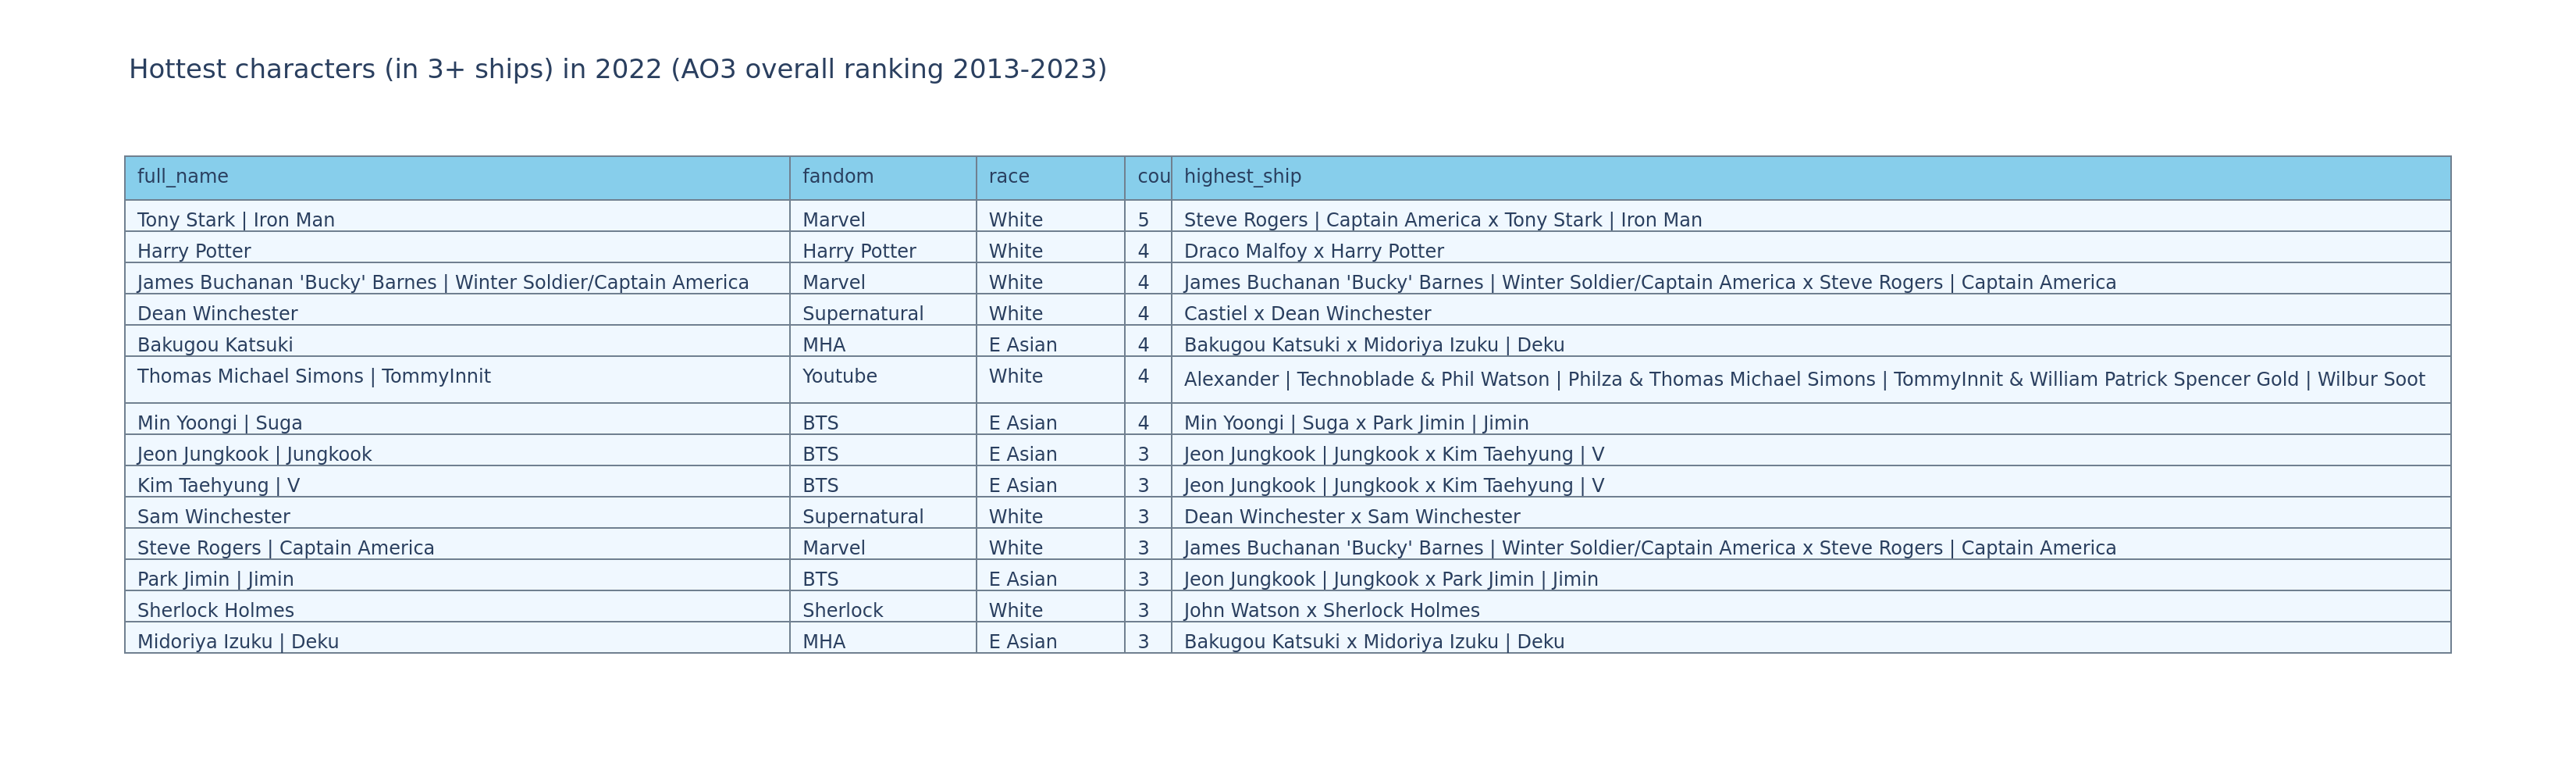 Hottest characters (in 3+ ships) in 2022 (AO3 overall ranking 2013-2023)
full_name fandom race cou highest_ship
Tony Stark | Iron Man Marvel White 5 Steve Rogers | Captain America x Tony Stark | Iron Man
Harry Potter Harry Potter White 4 Draco Malfoy x Harry Potter
James Buchanan 'Bucky' Barnes | Winter Soldier/Captain America Marvel White 4 James Buchanan 'Bucky' Barnes | Winter Soldier/Captain America x Steve Rogers | Captain America
Dean Winchester Supernatural White 4 Castiel x Dean Winchester
Bakugou Katsuki MHA E Asian 4 Bakugou Katsuki x Midoriya Izuku | Deku
Thomas Michael Simons | TommyInnit Youtube White 4 Alexander | Technoblade & Phil Watson | Philza & Thomas Michael Simons | TommyInnit & William Patrick Spencer Gold | Wilbur Soot
Min Yoongi | Suga BTS E Asian 4 Min Yoongi | Suga x Park Jimin | Jimin
Jeon Jungkook | Jungkook BTS E Asian 3 Jeon Jungkook | Jungkook x Kim Taehyung | V
Kim Taehyung | V BTS E Asian 3 Jeon Jungkook | Jungkook x Kim Taehyung | V
Sam Winchester Supernatural White 3 Dean Winchester x Sam Winchester
Steve Rogers | Captain America Marvel White 3 James Buchanan 'Bucky' Barnes | Winter Soldier/Captain America x Steve Rogers | Captain America
Park Jimin | Jimin BTS E Asian 3 Jeon Jungkook | Jungkook x Park Jimin | Jimin
Sherlock Holmes Sherlock White 3 John Watson x Sherlock Holmes
Midoriya Izuku | Deku MHA E Asian 3 Bakugou Katsuki x Midoriya Izuku | Deku